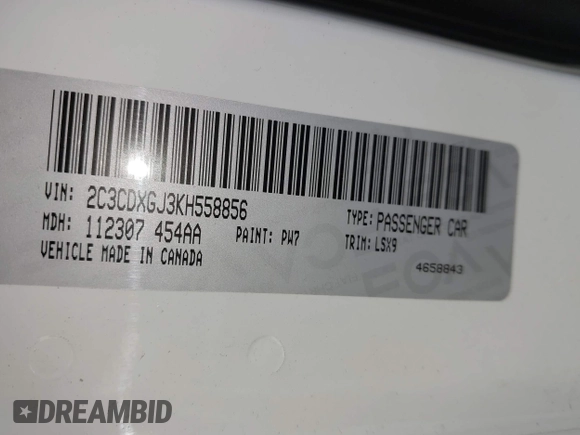 VIN: 2C3CDXGJ3KH558856
TYPE: PASSENGER CAR
MDH: 112307 454AA
PAINT: PW7
TRIM: LSX9
VEHICLE MADE IN CANADA
4658843
DREAMBID